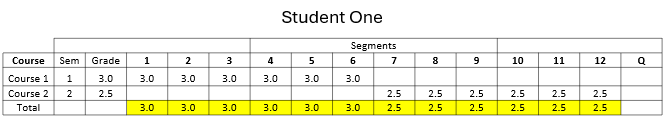 Student One
Segments
Course Sem Grade 1 2 3 4 5 6 7 8 9 10 11 12 Q
Course 1 1 3.0 3.0 3.0 3.0 3.0 3.0 3.0
Course 2 2 2.5 2.5 2.5 2.5 2.5 2.5 2.5
Total 3.0 3.0 3.0 3.0 3.0 3.0 2.5 2.5 2.5 2.5 2.5 2.5